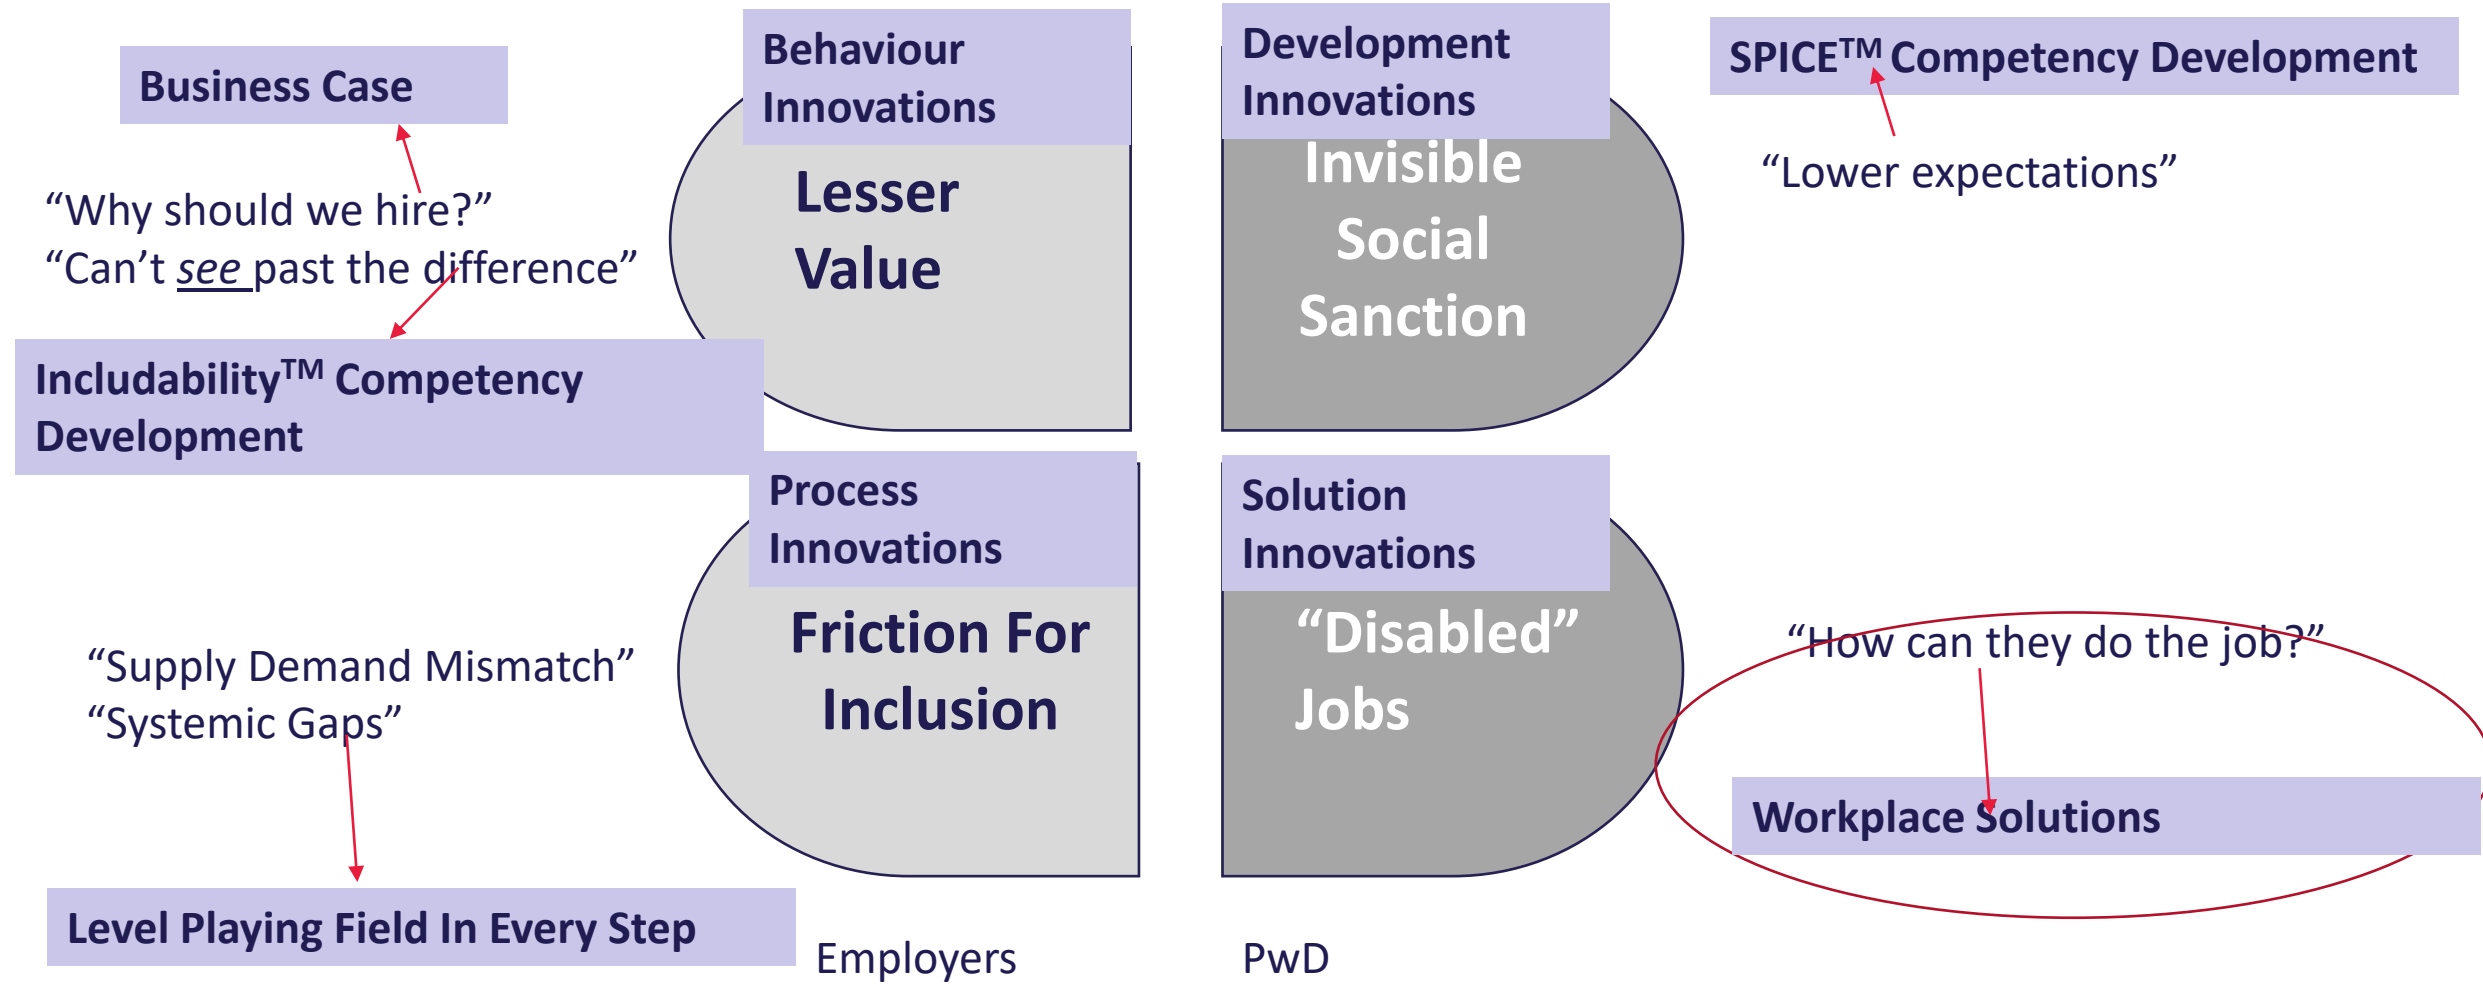 Business Case
“Why should we hire?”
“Can’t see past the difference”
Includability™ Competency
Development
Behaviour
Innovations
Lesser
Value
Development
Innovations
Invisible
Social
Sanction
SPICE™ Competency Development
“Lower expectations”
“Supply Demand Mismatch”
“Systemic Gaps”
Level Playing Field In Every Step
Process
Innovations
Friction For
Inclusion
Solution
Innovations
“Disabled”
Jobs
“How can they do the job?”
Workplace Solutions
Employers
PwD